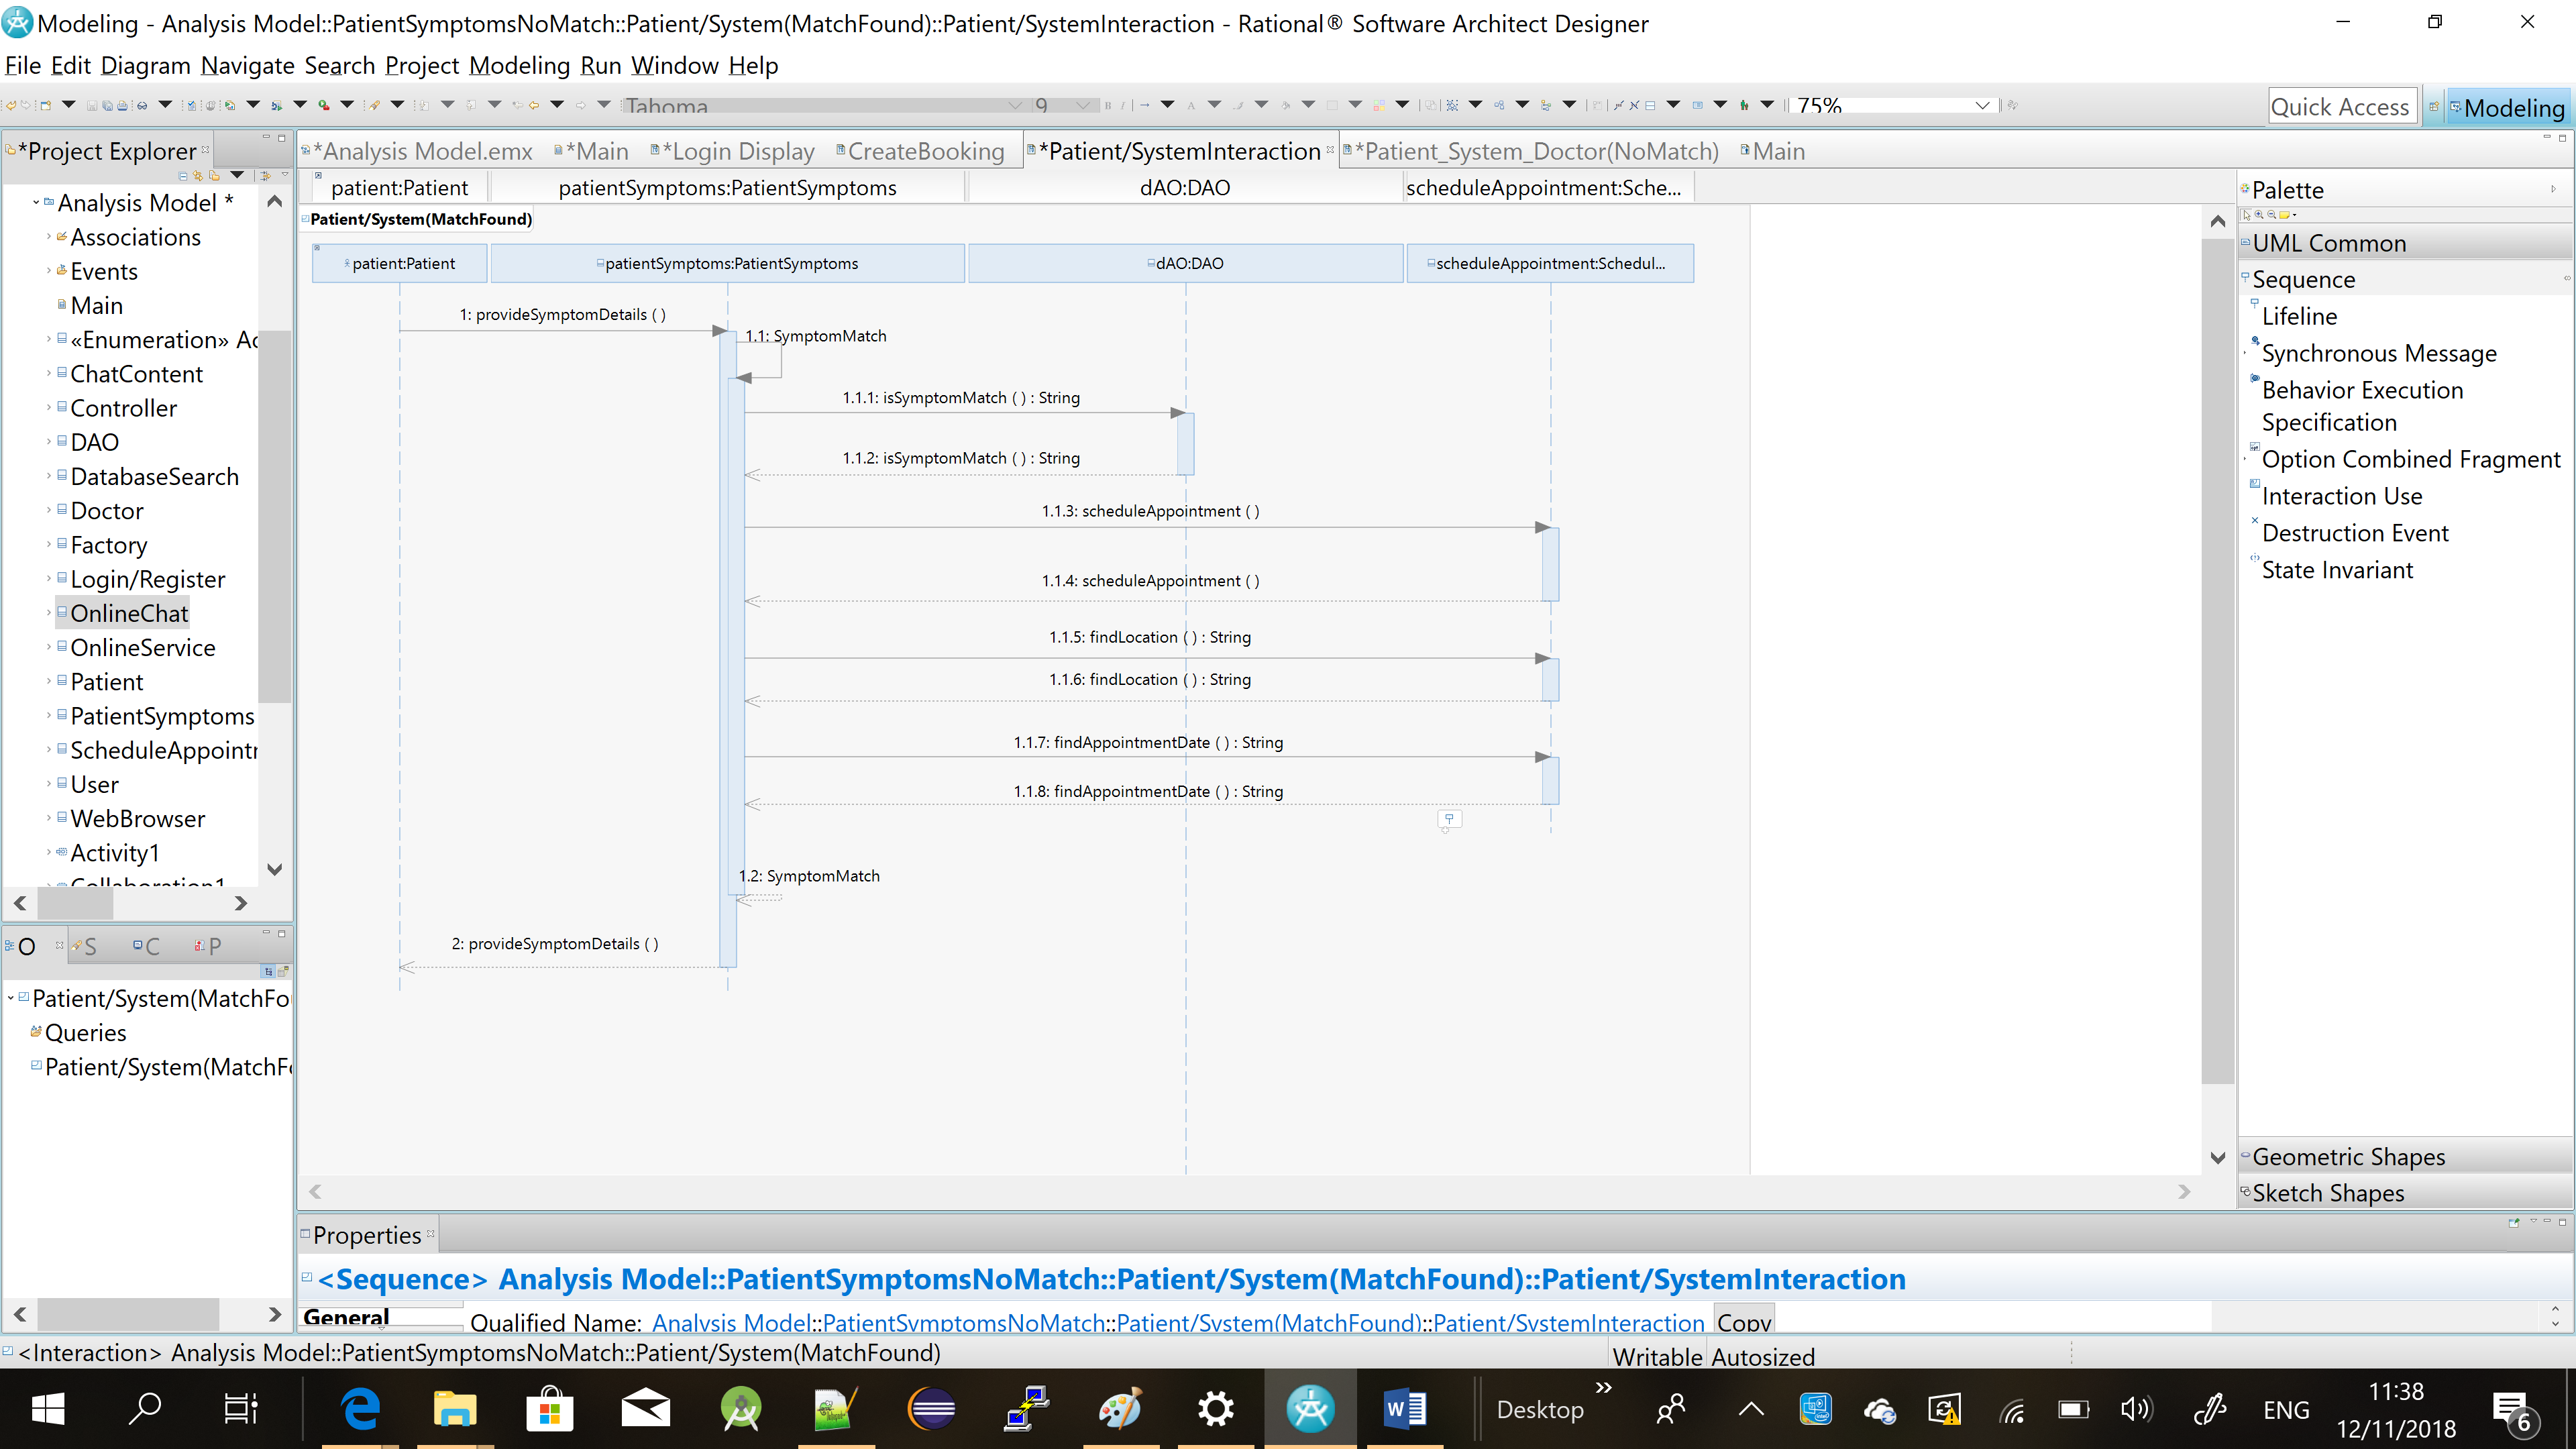 Modeling - Analysis Model::PatientSymptomsNoMatch::Patient/System(MatchFound)::Patient/SystemInteraction - Rational® Software Architect Designer
File Edit Diagram Navigate Search Project Modeling Run Window Help
Tahoma 9 75% Quick Access Modeling
*Project Explorer
Analysis Model *
Associations
Events
Main
«Enumeration» Ac
ChatContent
Controller
DAO
DatabaseSearch
Doctor
Factory
Login/Register
OnlineChat
OnlineService
Patient
PatientSymptoms
ScheduleAppointr
User
WebBrowser
Activity1
Collaboration1
O S C P
Patient/System(MatchFou
Queries
Patient/System(MatchFo
*Analysis Model.emx *Main *Login Display CreateBooking *Patient/SystemInteraction *Patient_System_Doctor(NoMatch) Main
patient:Patient patientSymptoms:PatientSymptoms dAO:DAO scheduleAppointment:Sche...
Patient/System(MatchFound)
patient:Patient patientSymptoms:PatientSymptoms dAO:DAO scheduleAppointment:Schedul...
1: provideSymptomDetails ( )
1.1: SymptomMatch
1.1.1: isSymptomMatch ( ) : String
1.1.2: isSymptomMatch ( ) : String
1.1.3: scheduleAppointment ( )
1.1.4: scheduleAppointment ( )
1.1.5: findLocation ( ) : String
1.1.6: findLocation ( ) : String
1.1.7: findAppointmentDate ( ) : String
1.1.8: findAppointmentDate ( ) : String
1.2: SymptomMatch
2: provideSymptomDetails ( )
Palette
UML Common
Sequence
Lifeline
Synchronous Message
Behavior Execution
Specification
Option Combined Fragment
Interaction Use
Destruction Event
State Invariant
Geometric Shapes
Sketch Shapes
Properties
<Sequence> Analysis Model::PatientSymptomsNoMatch::Patient/System(MatchFound)::Patient/SystemInteraction
General Qualified Name: Analysis Model::PatientSymptomsNoMatch::Patient/System(MatchFound)::Patient/SystemInteraction Copy
<Interaction> Analysis Model::PatientSymptomsNoMatch::Patient/System(MatchFound) Writable Autosized
Desktop ENG 11:38
12/11/2018 6